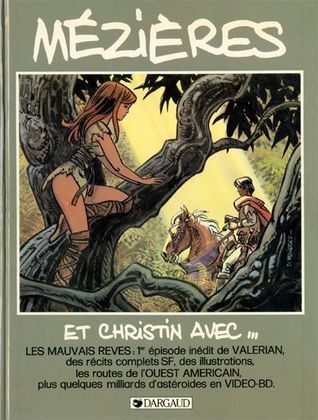 MÉZIÈRES
ET CHRISTIN AVEC...
LES MAUVAIS REVES: 1er épisode inédit de VALERIAN,
des récits complets SF, des illustrations,
les routes de l'OUEST AMERICAIN,
plus quelques milliards d'astéroides en VIDEO-BD.
DARGAUD